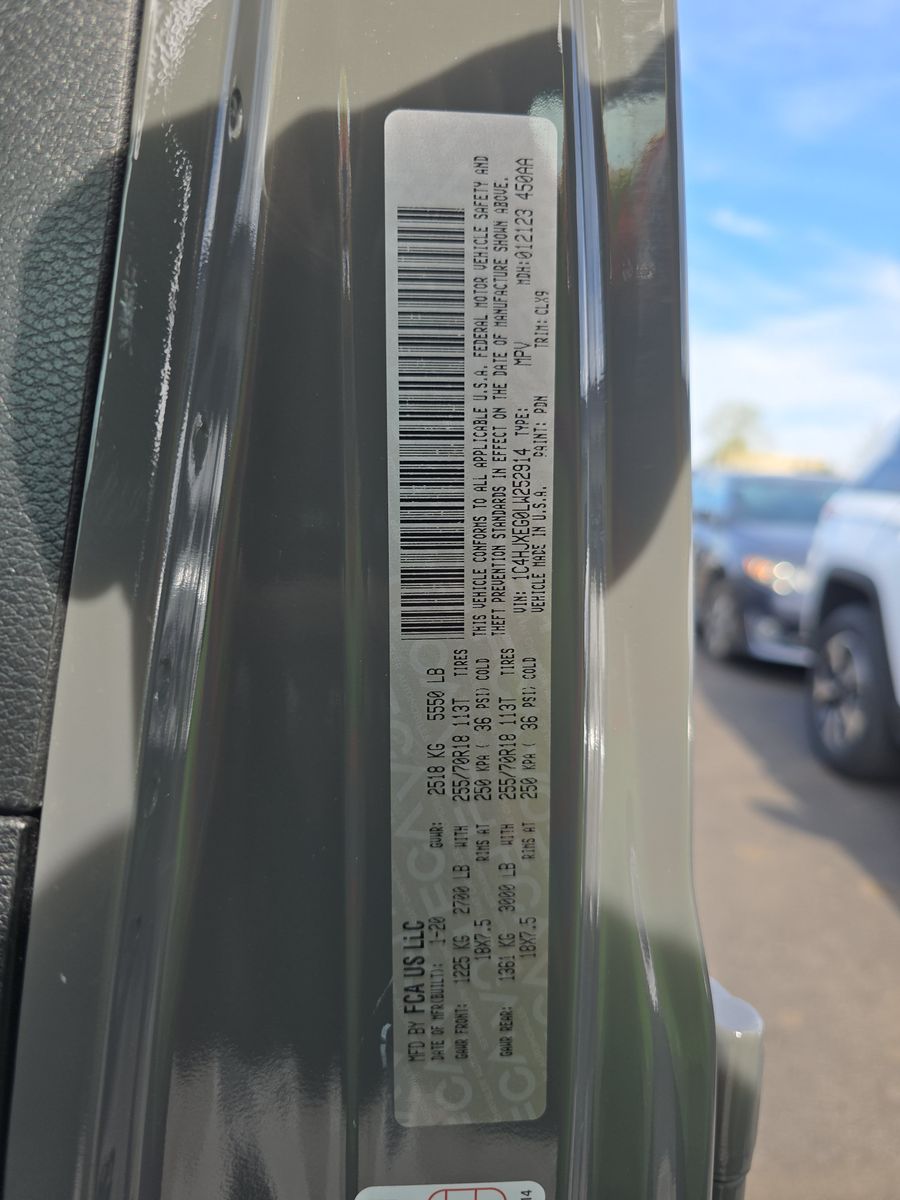 MFD BY FCA US LLC
DATE OF MFR(BUILT): 1-20 GVWR: 2518 KG 5550 LB
GAWR FRONT: 1225 KG 2700 LB WITH 255/70R18 113T TIRES
18X7.5 RIMS AT 250 KPA ( 36 PSI) COLD
GAWR REAR: 1361 KG 3000 LB WITH 255/70R18 113T TIRES
18X7.5 RIMS AT 250 KPA ( 36 PSI) COLD
THIS VEHICLE CONFORMS TO ALL APPLICABLE U.S.A. FEDERAL MOTOR VEHICLE SAFETY AND
THEFT PREVENTION STANDARDS IN EFFECT ON THE DATE OF MANUFACTURE SHOWN ABOVE.
VIN: 1C4HJXEG0LW252914 TYPE: MPV MDH:012123 450AA
VEHICLE MADE IN U.S.A. PAINT: PDN TRIM: CLX9
14